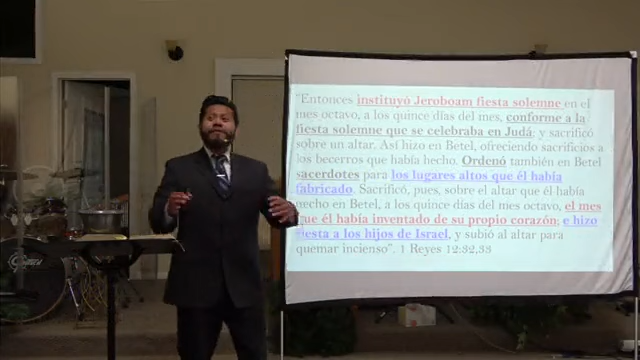 "Entonces instituyó Jeroboam fiesta solemne en el
mes octavo, a los quince días del mes, conforme a la
fiesta solemne que se celebraba en Judá; y sacrificó
sobre un altar. Así hizo en Betel, ofreciendo sacrificios a
los becerros que había hecho. Ordenó también en Betel
sacerdotes para los lugares altos que él había
fabricado. Sacrificó, pues, sobre el altar que él había
hecho en Betel, a los quince días del mes octavo, el mes
que él había inventado de su propio corazón; e hizo
fiesta a los hijos de Israel, y subió al altar para
quemar incienso". 1 Reyes 12:32,33